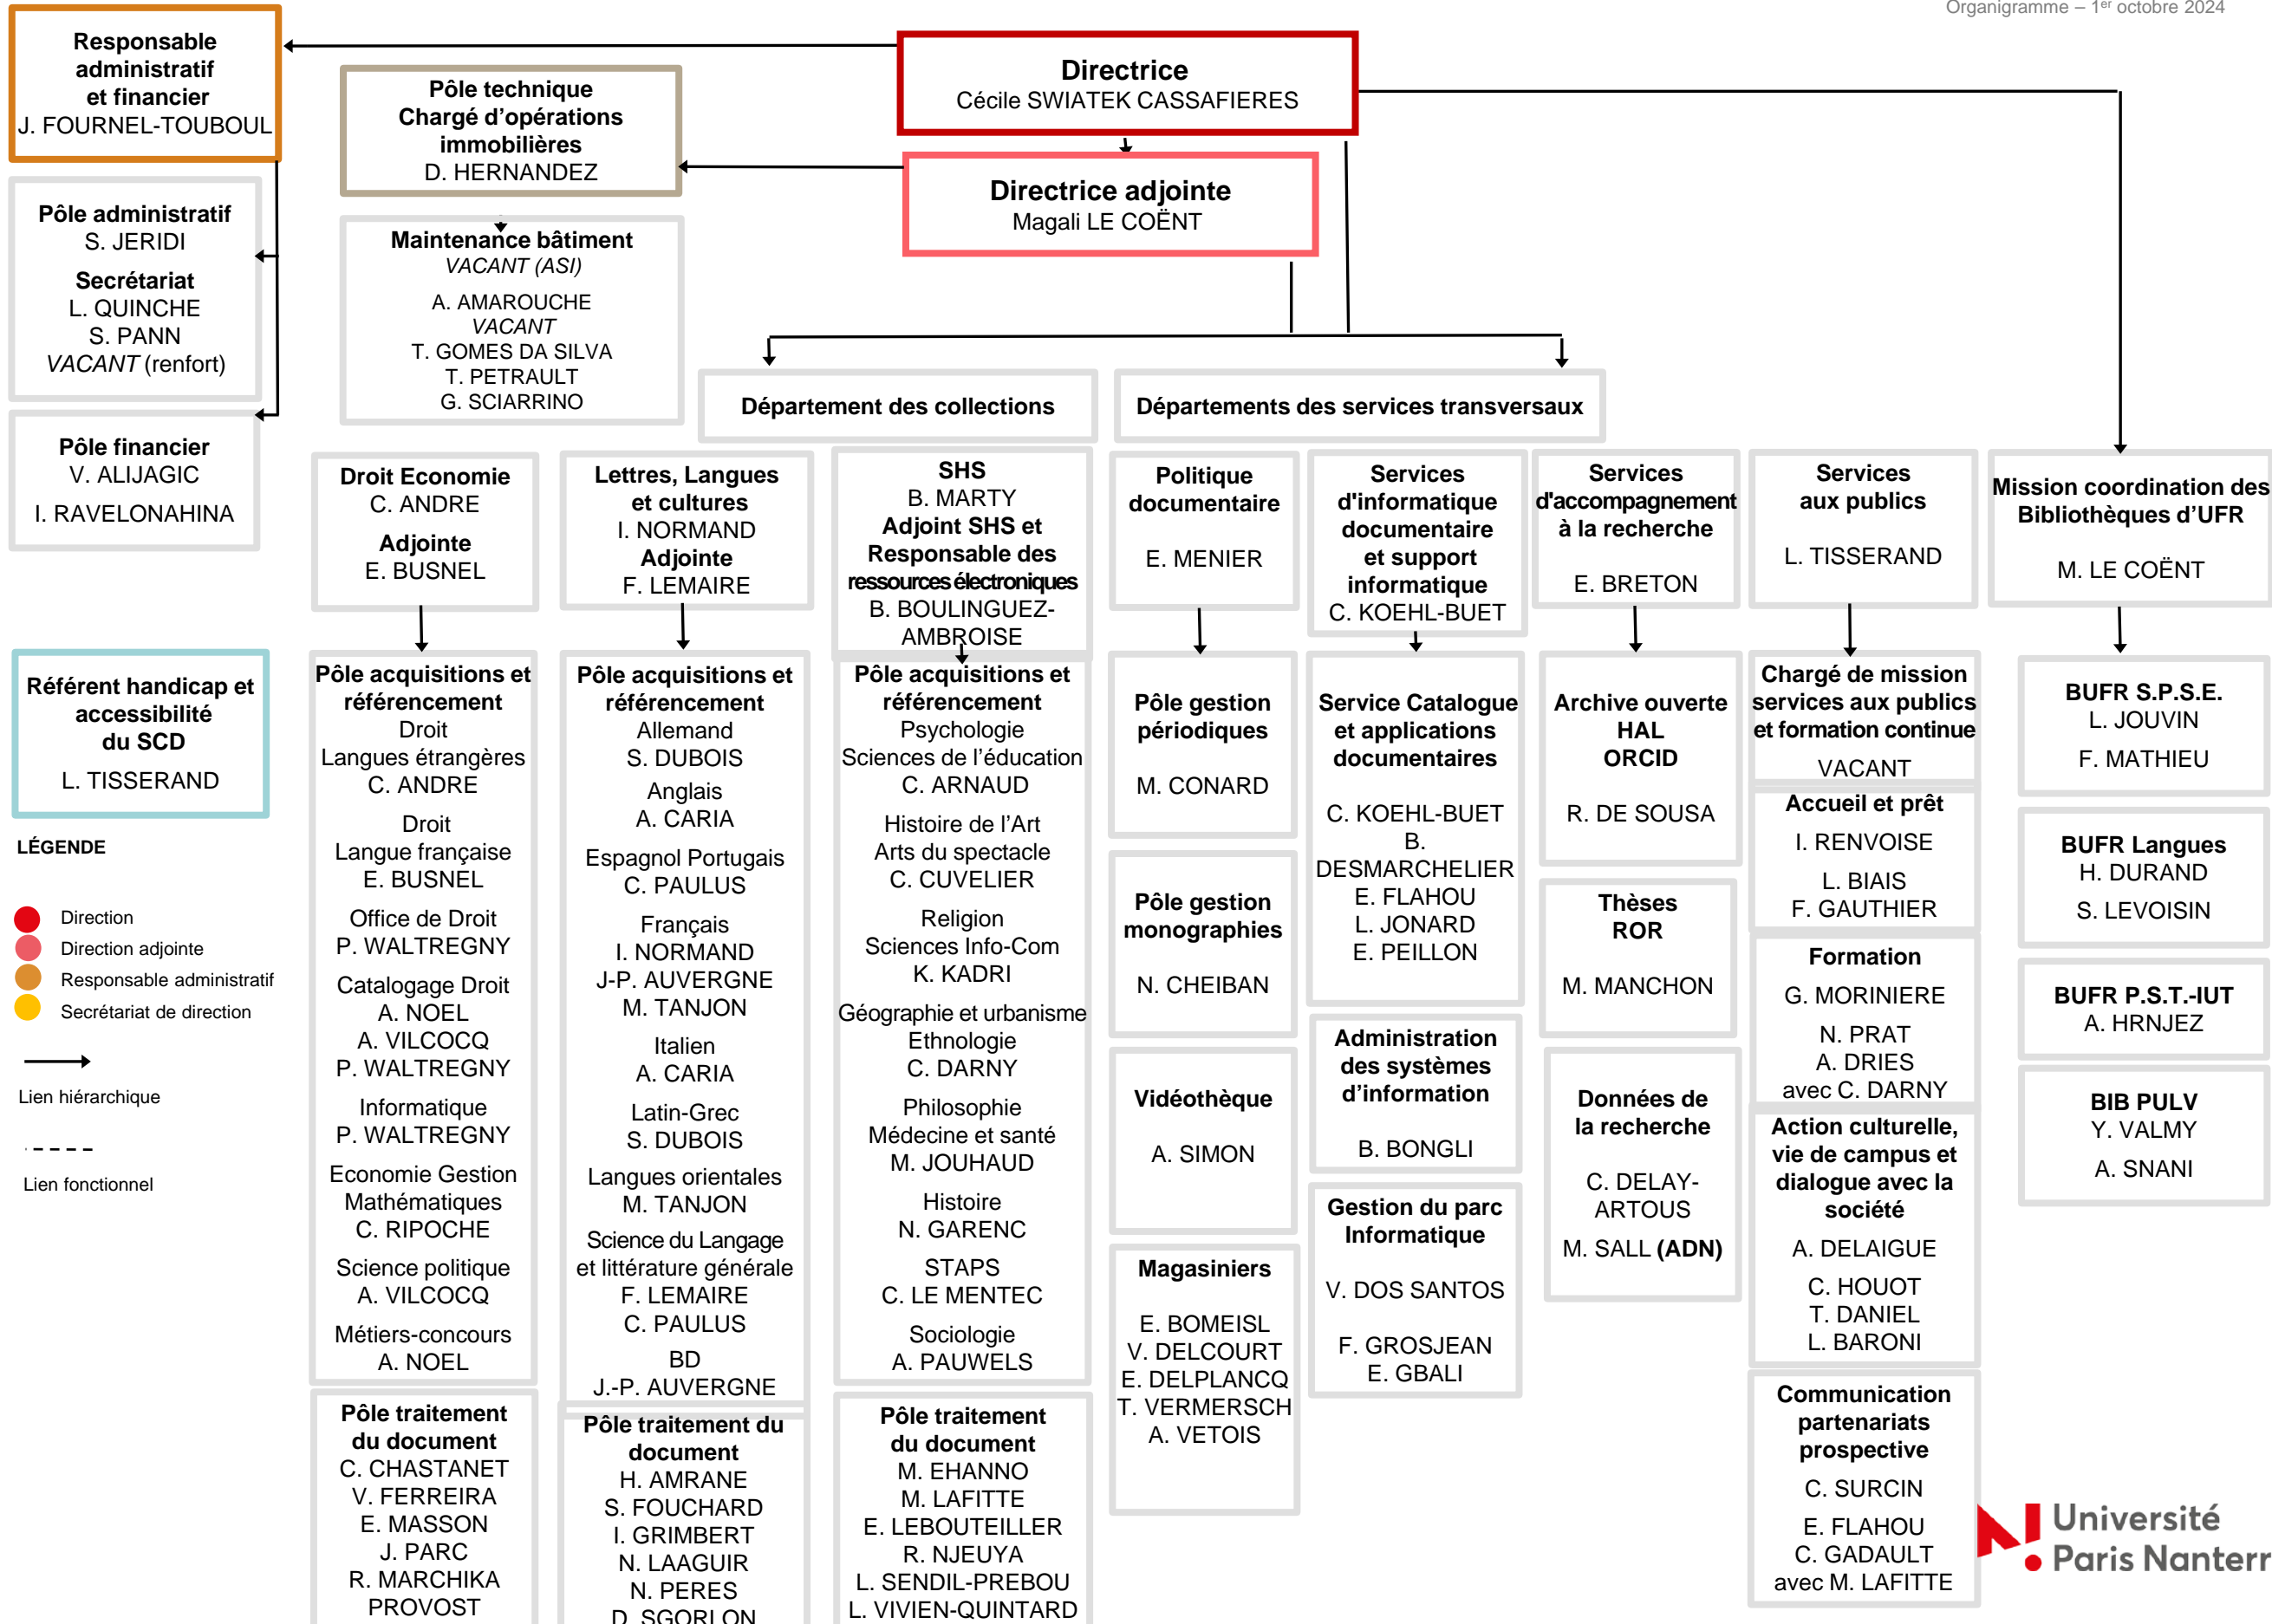 Organigramme – 1er octobre 2024
Responsable
administratif
et financier
J. FOURNEL-TOUBOUL
Pôle technique
Chargé d'opérations
immobilières
D. HERNANDEZ
Directrice
Cécile SWIATEK CASSAFIERES
Directrice adjointe
Magali LE COËNT
Pôle administratif
S. JERIDI
Secrétariat
L. QUINCHE
S. PANN
VACANT (renfort)
Maintenance bâtiment
VACANT (ASI)
A. AMAROUCHE
VACANT
T. GOMES DA SILVA
T. PETRAULT
G. SCIARRINO
Pôle financier
V. ALIJAGIC
I. RAVELONAHINA
Département des collections
Départements des services transversaux
Droit Economie
C. ANDRE
Adjointe
E. BUSNEL
Lettres, Langues
et cultures
I. NORMAND
Adjointe
F. LEMAIRE
SHS
B. MARTY
Adjoint SHS et
Responsable des
ressources électroniques
B. BOULINGUEZ-
AMBROISE
Politique
documentaire
E. MENIER
Services
d'informatique
documentaire
et support
informatique
C. KOEHL-BUET
Services
d'accompagnement
à la recherche
E. BRETON
Services
aux publics
L. TISSERAND
Mission coordination des
Bibliothèques d'UFR
M. LE COËNT
Référent handicap et
accessibilité
du SCD
L. TISSERAND
LÉGENDE
Direction
Direction adjointe
Responsable administratif
Secrétariat de direction
Lien hiérarchique
Lien fonctionnel
Pôle acquisitions et
référencement
Droit
Langues étrangères
C. ANDRE
Droit
Langue française
E. BUSNEL
Office de Droit
P. WALTREGNY
Catalogage Droit
A. NOEL
A. VILCOCQ
P. WALTREGNY
Informatique
P. WALTREGNY
Economie Gestion
Mathématiques
C. RIPOCHE
Science politique
A. VILCOCQ
Métiers-concours
A. NOEL
Pôle traitement
du document
C. CHASTANET
V. FERREIRA
E. MASSON
J. PARC
R. MARCHIKA
PROVOST
Pôle acquisitions et
référencement
Allemand
S. DUBOIS
Anglais
A. CARIA
Espagnol Portugais
C. PAULUS
Français
I. NORMAND
J-P. AUVERGNE
M. TANJON
Italien
A. CARIA
Latin-Grec
S. DUBOIS
Langues orientales
M. TANJON
Science du Langage
et littérature générale
F. LEMAIRE
C. PAULUS
BD
J.-P. AUVERGNE
Pôle traitement du
document
H. AMRANE
S. FOUCHARD
I. GRIMBERT
N. LAAGUIR
N. PERES
D. SGORLON
Pôle acquisitions et
référencement
Psychologie
Sciences de l'éducation
C. ARNAUD
Histoire de l'Art
Arts du spectacle
C. CUVELIER
Religion
Sciences Info-Com
K. KADRI
Géographie et urbanisme
Ethnologie
C. DARNY
Philosophie
Médecine et santé
M. JOUHAUD
Histoire
N. GARENC
STAPS
C. LE MENTEC
Sociologie
A. PAUWELS
Pôle traitement
du document
M. EHANNO
M. LAFITTE
E. LEBOUTEILLER
R. NJEUYA
L. SENDIL-PREBOU
L. VIVIEN-QUINTARD
Pôle gestion
périodiques
M. CONARD
Pôle gestion
monographies
N. CHEIBAN
Vidéothèque
A. SIMON
Magasiniers
E. BOMEISL
V. DELCOURT
E. DELPLANCQ
T. VERMERSCH
A. VETOIS
Service Catalogue
et applications
documentaires
C. KOEHL-BUET
B.
DESMARCHELIER
E. FLAHOU
L. JONARD
E. PEILLON
Administration
des systèmes
d'information
B. BONGLI
Gestion du parc
Informatique
V. DOS SANTOS
F. GROSJEAN
E. GBALI
Archive ouverte
HAL
ORCID
R. DE SOUSA
Thèses
ROR
M. MANCHON
Données de
la recherche
C. DELAY-
ARTOUS
M. SALL (ADN)
Chargé de mission
services aux publics
et formation continue
VACANT
Accueil et prêt
I. RENVOISE
L. BIAIS
F. GAUTHIER
Formation
G. MORINIERE
N. PRAT
A. DRIES
avec C. DARNY
Action culturelle,
vie de campus et
dialogue avec la
société
A. DELAIGUE
C. HOUOT
T. DANIEL
L. BARONI
Communication
partenariats
prospective
C. SURCIN
E. FLAHOU
C. GADAULT
avec M. LAFITTE
BUFR S.P.S.E.
L. JOUVIN
F. MATHIEU
BUFR Langues
H. DURAND
S. LEVOISIN
BUFR P.S.T.-IUT
A. HRNJEZ
BIB PULV
Y. VALMY
A. SNANI
Université
Paris Nanterr